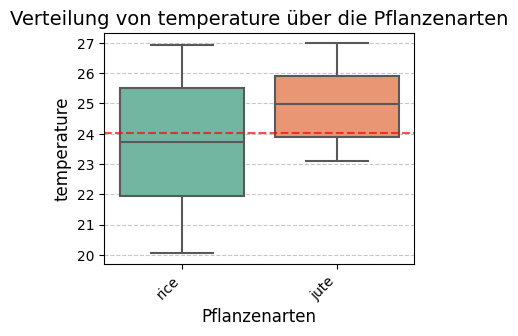 Verteilung von temperature über die Pflanzenarten
27
26
25
24
23
22
21
20
temperature
rice
jute
Pflanzenarten